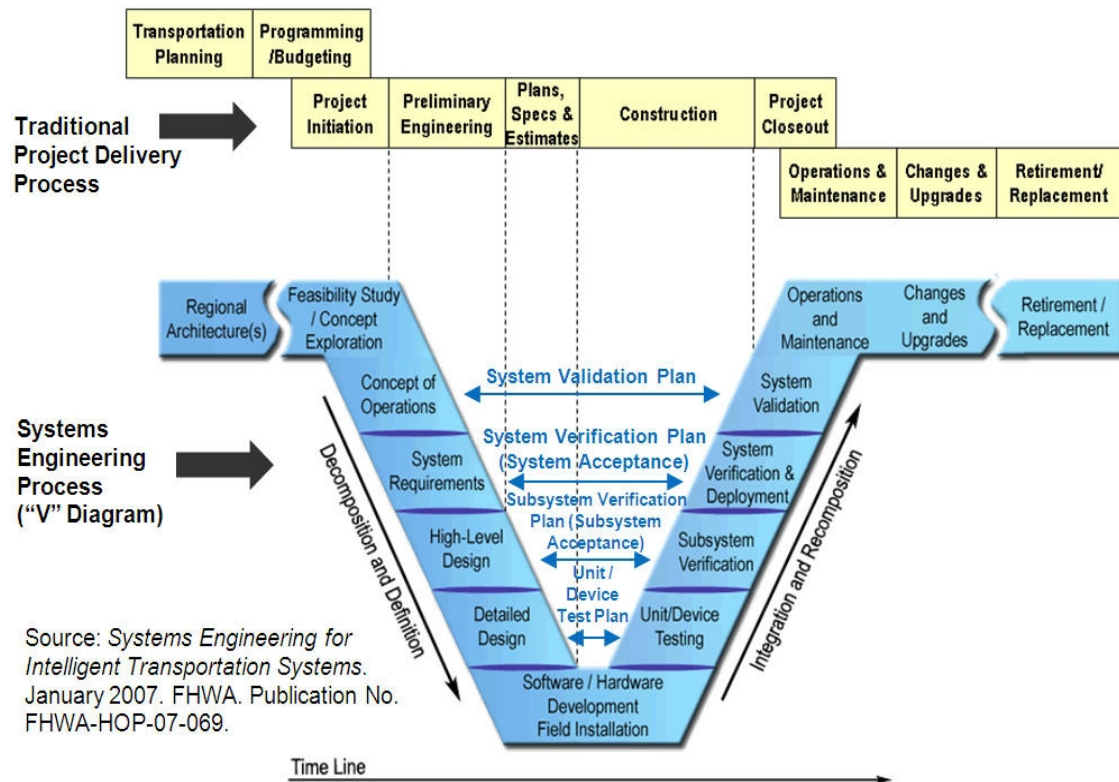 Transportation
Planning
Programming
/Budgeting
Project
Initiation
Preliminary
Engineering
Plans,
Specs &
Estimates
Construction
Project
Closeout
Operations &
Maintenance
Changes &
Upgrades
Retirement/
Replacement
Traditional
Project Delivery
Process
Regional
Architecture(s)
Feasibility Study
/ Concept
Exploration
Concept of
Operations
System
Requirements
High-Level
Design
Detailed
Design
Software / Hardware
Development
Field Installation
Unit/Device
Testing
Subsystem
Verification
System
Verification &
Deployment
System
Validation
Operations
and
Maintenance
Changes
and
Upgrades
Retirement /
Replacement
System Validation Plan
System Verification Plan
(System Acceptance)
Subsystem Verification
Plan (Subsystem
Acceptance)
Unit /
Device
Test Plan
Decomposition and Definition
Integration and Recomposition
Systems
Engineering
Process
(“V” Diagram)
Source: Systems Engineering for
Intelligent Transportation Systems.
January 2007. FHWA. Publication No.
FHWA-HOP-07-069.
Time Line